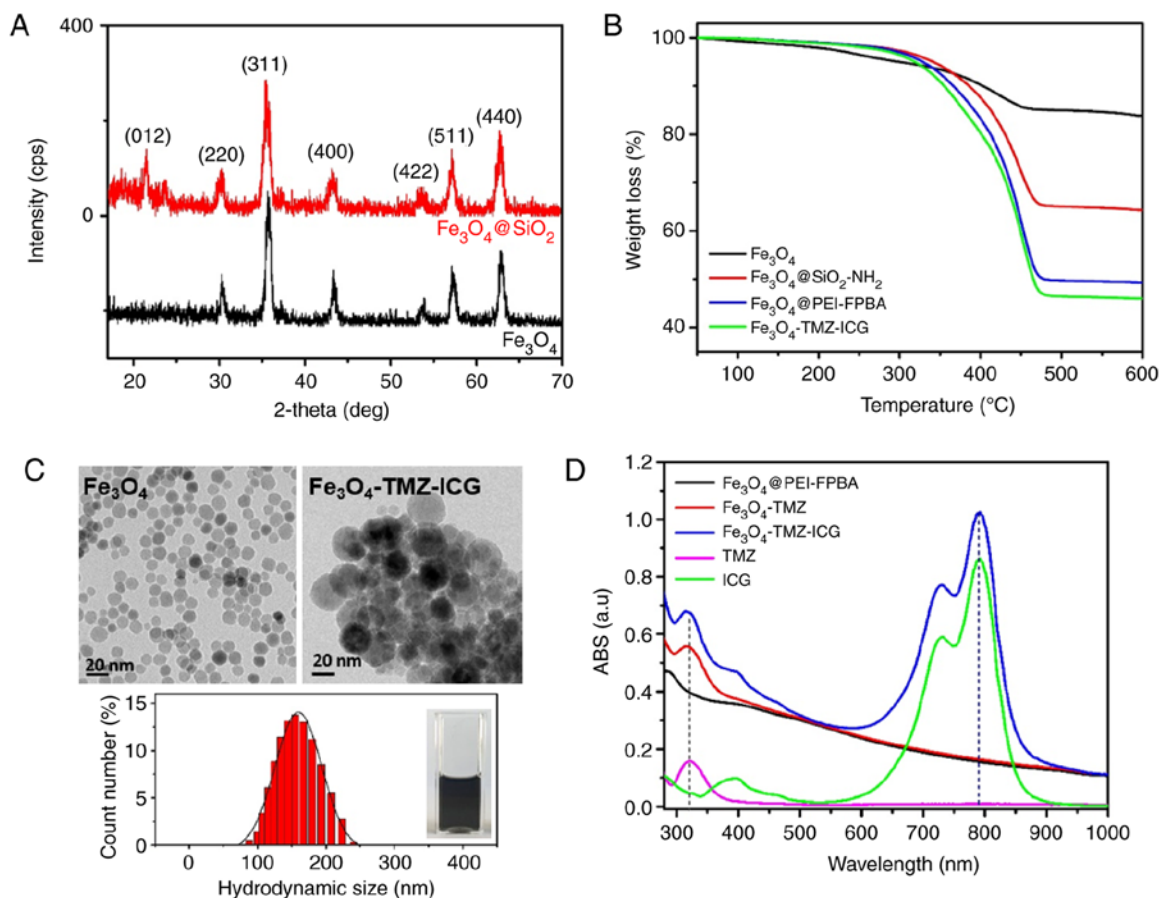 A
400
0
Intensity (cps)
(012)
(220)
(311)
(400)
(422)
(511)
(440)
Fe₃O₄@SiO₂
Fe₃O₄
20 30 40 50 60 70
2-theta (deg)
B
100
80
60
40
Weight loss (%)
Fe₃O₄
Fe₃O₄@SiO₂-NH₂
Fe₃O₄@PEI-FPBA
Fe₃O₄-TMZ-ICG
100 200 300 400 500 600
Temperature (°C)
C
Fe₃O₄
20 nm
Fe₃O₄-TMZ-ICG
20 nm
15
10
5
0
Count number (%)
0 100 200 300 400
Hydrodynamic size (nm)
D
1.2
1.0
0.8
0.6
0.4
0.2
0.0
ABS (a.u)
Fe₃O₄@PEI-FPBA
Fe₃O₄-TMZ
Fe₃O₄-TMZ-ICG
TMZ
ICG
300 400 500 600 700 800 900 1000
Wavelength (nm)